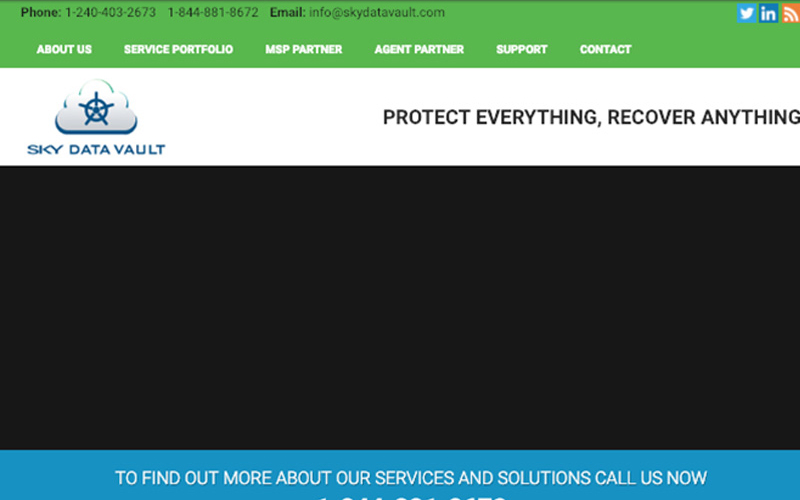 Phone: 1-240-403-2673 1-844-881-8672 Email: info@skydatavault.com
ABOUT US SERVICE PORTFOLIO MSP PARTNER AGENT PARTNER SUPPORT CONTACT
SKY DATA VAULT
PROTECT EVERYTHING, RECOVER ANYTHING
TO FIND OUT MORE ABOUT OUR SERVICES AND SOLUTIONS CALL US NOW